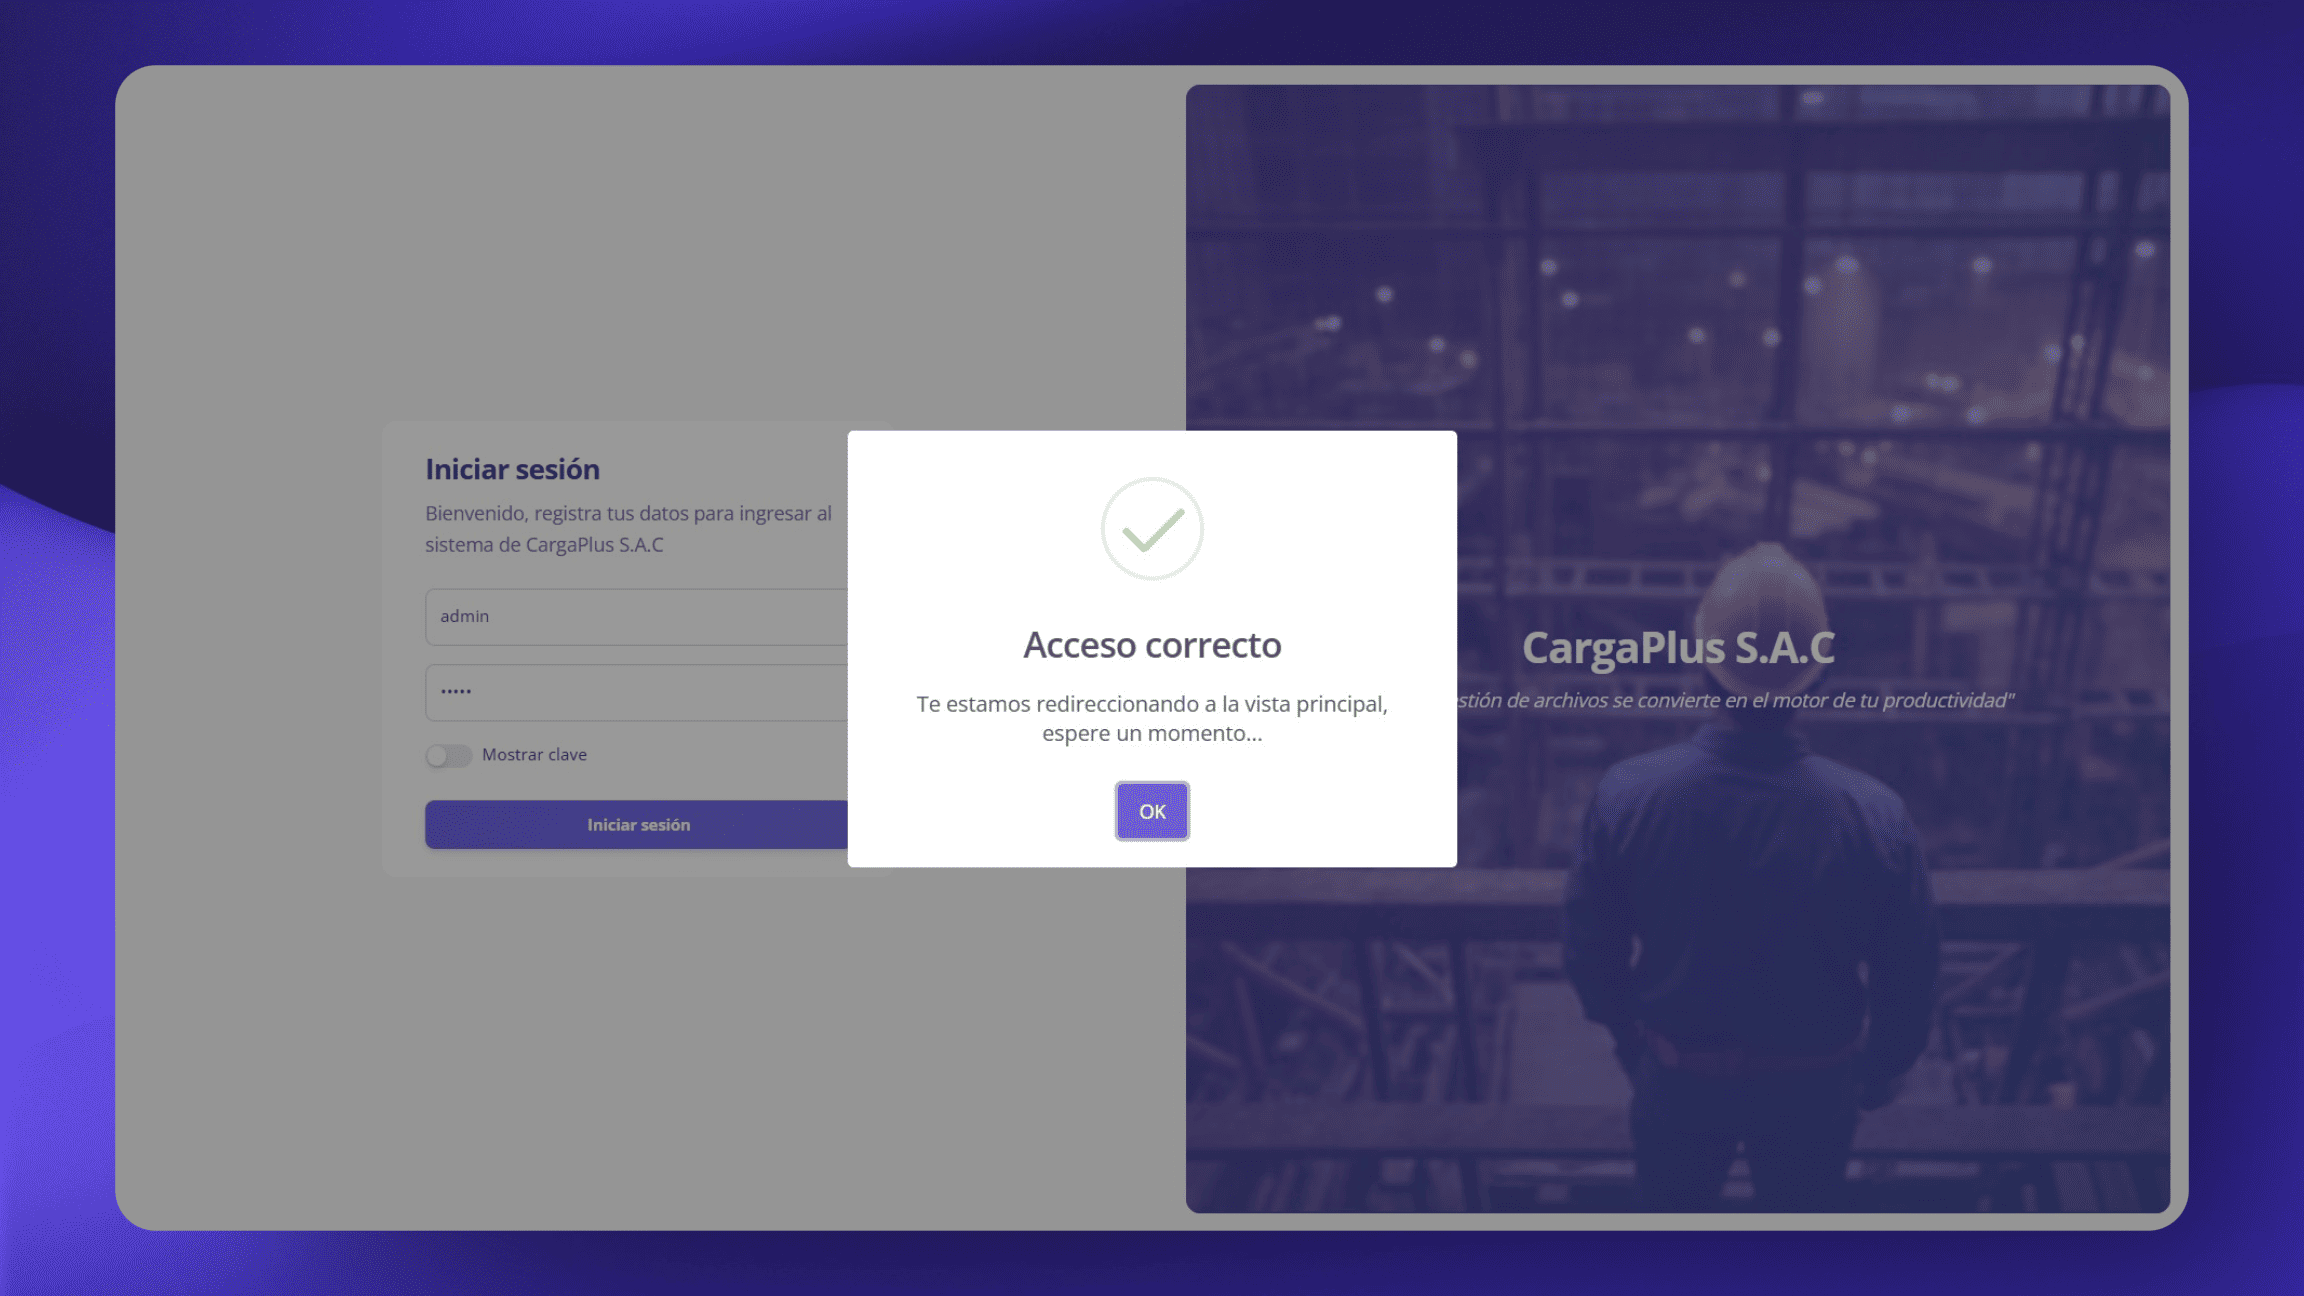 Iniciar sesión
Bienvenido, registra tus datos para ingresar al
sistema de CargaPlus S.A.C
admin
•••••
Mostrar clave
Iniciar sesión
Acceso correcto
Te estamos redireccionando a la vista principal,
espere un momento...
OK
CargaPlus S.A.C
de archivos se convierte en el motor de tu productividad"